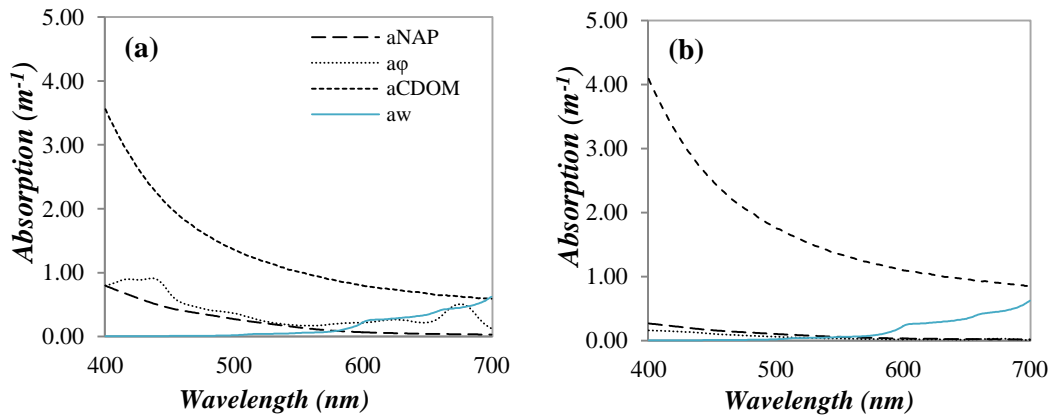 (a)
aNAP
aφ
aCDOM
aw
5.00
4.00
3.00
2.00
1.00
0.00
400
500
600
700
Absorption (m-1)
Wavelength (nm)
(b)
5.00
4.00
3.00
2.00
1.00
0.00
400
500
600
700
Absorption (m-1)
Wavelength (nm)